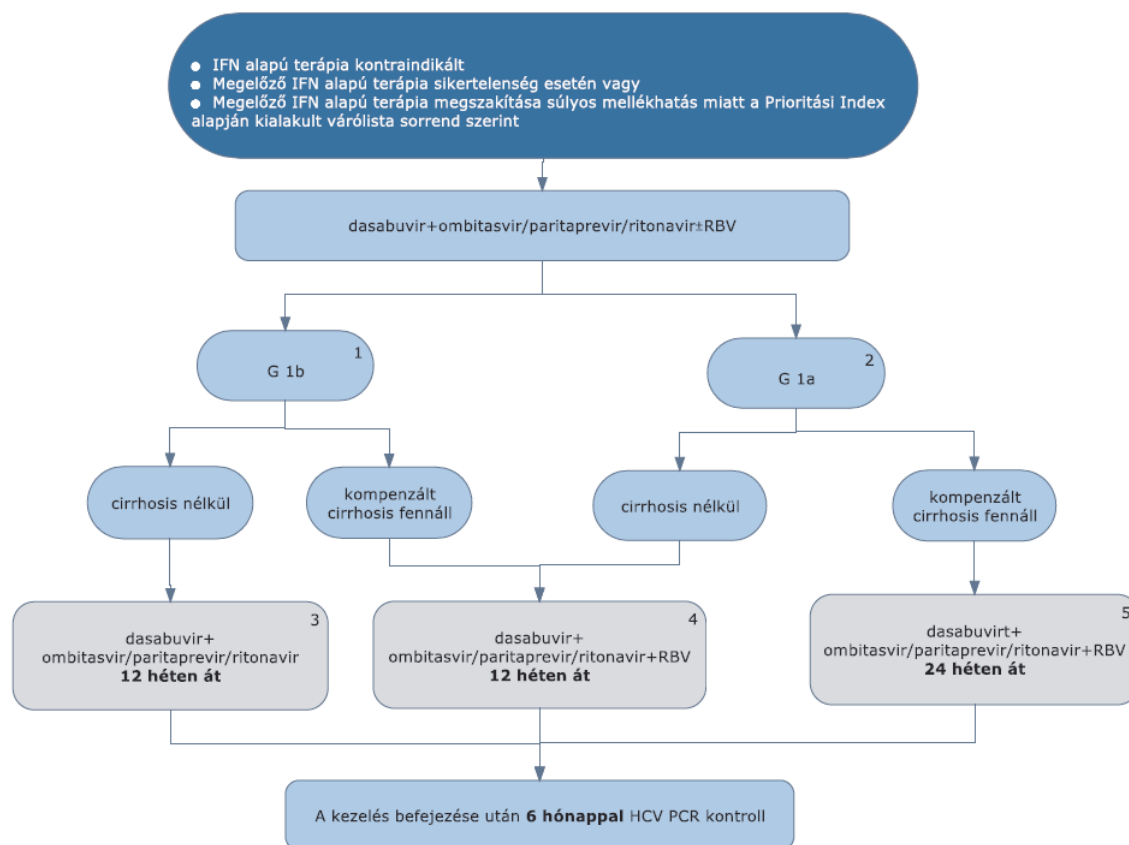 ● IFN alapú terápia kontraindikált
● Megelőző IFN alapú terápia sikertelenség esetén vagy
● Megelőző IFN alapú terápia megszakítása súlyos mellékhatás miatt a Prioritási Index
alapján kialakult várólista sorrend szerint
dasabuvir+ombitasvir/paritaprevir/ritonavir±RBV
1
G 1b
2
G 1a
cirrhosis nélkül
kompenzált
cirrhosis fennáll
cirrhosis nélkül
kompenzált
cirrhosis fennáll
3
dasabuvir+
ombitasvir/paritaprevir/ritonavir
12 héten át
4
dasabuvir+
ombitasvir/paritaprevir/ritonavir+RBV
12 héten át
5
dasabuvirt+
ombitasvir/paritaprevir/ritonavir+RBV
24 héten át
A kezelés befejezése után 6 hónappal HCV PCR kontroll